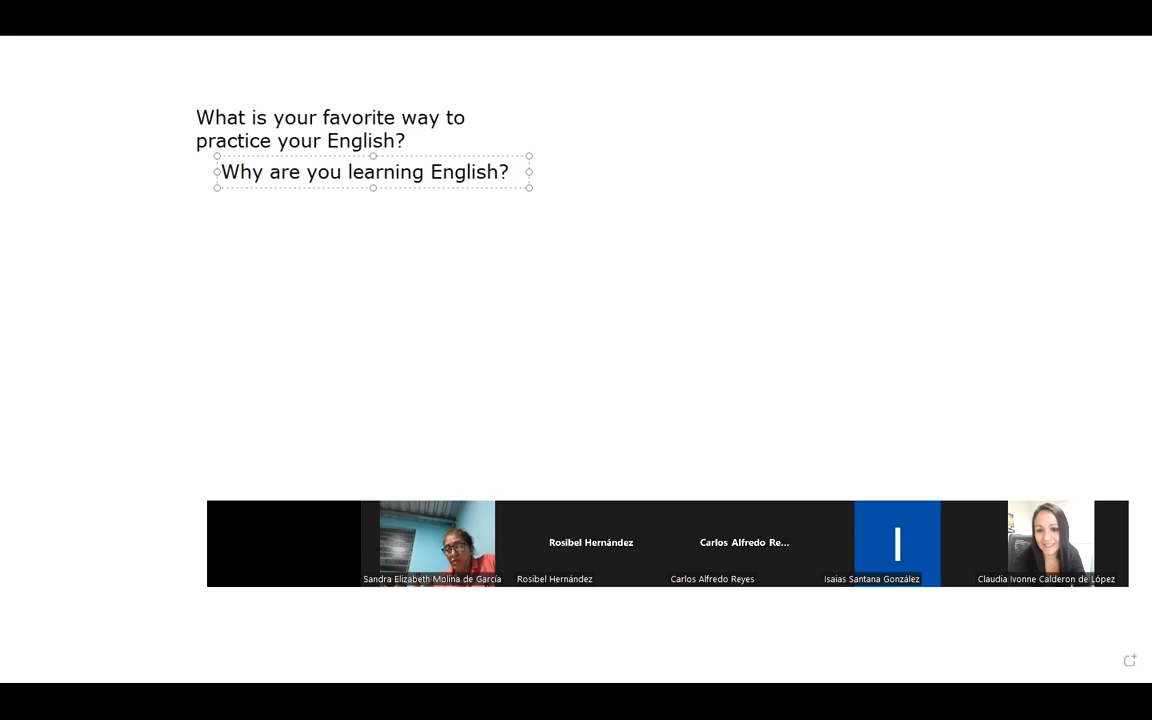 What is your favorite way to
practice your English?
Why are you learning English?
Rosibel Hernández
Carlos Alfredo Re...
I
Sandra Elizabeth Molina de García
Rosibel Hernández
Carlos Alfredo Reyes
Isaias Santana González
Claudia Ivonne Calderon de López